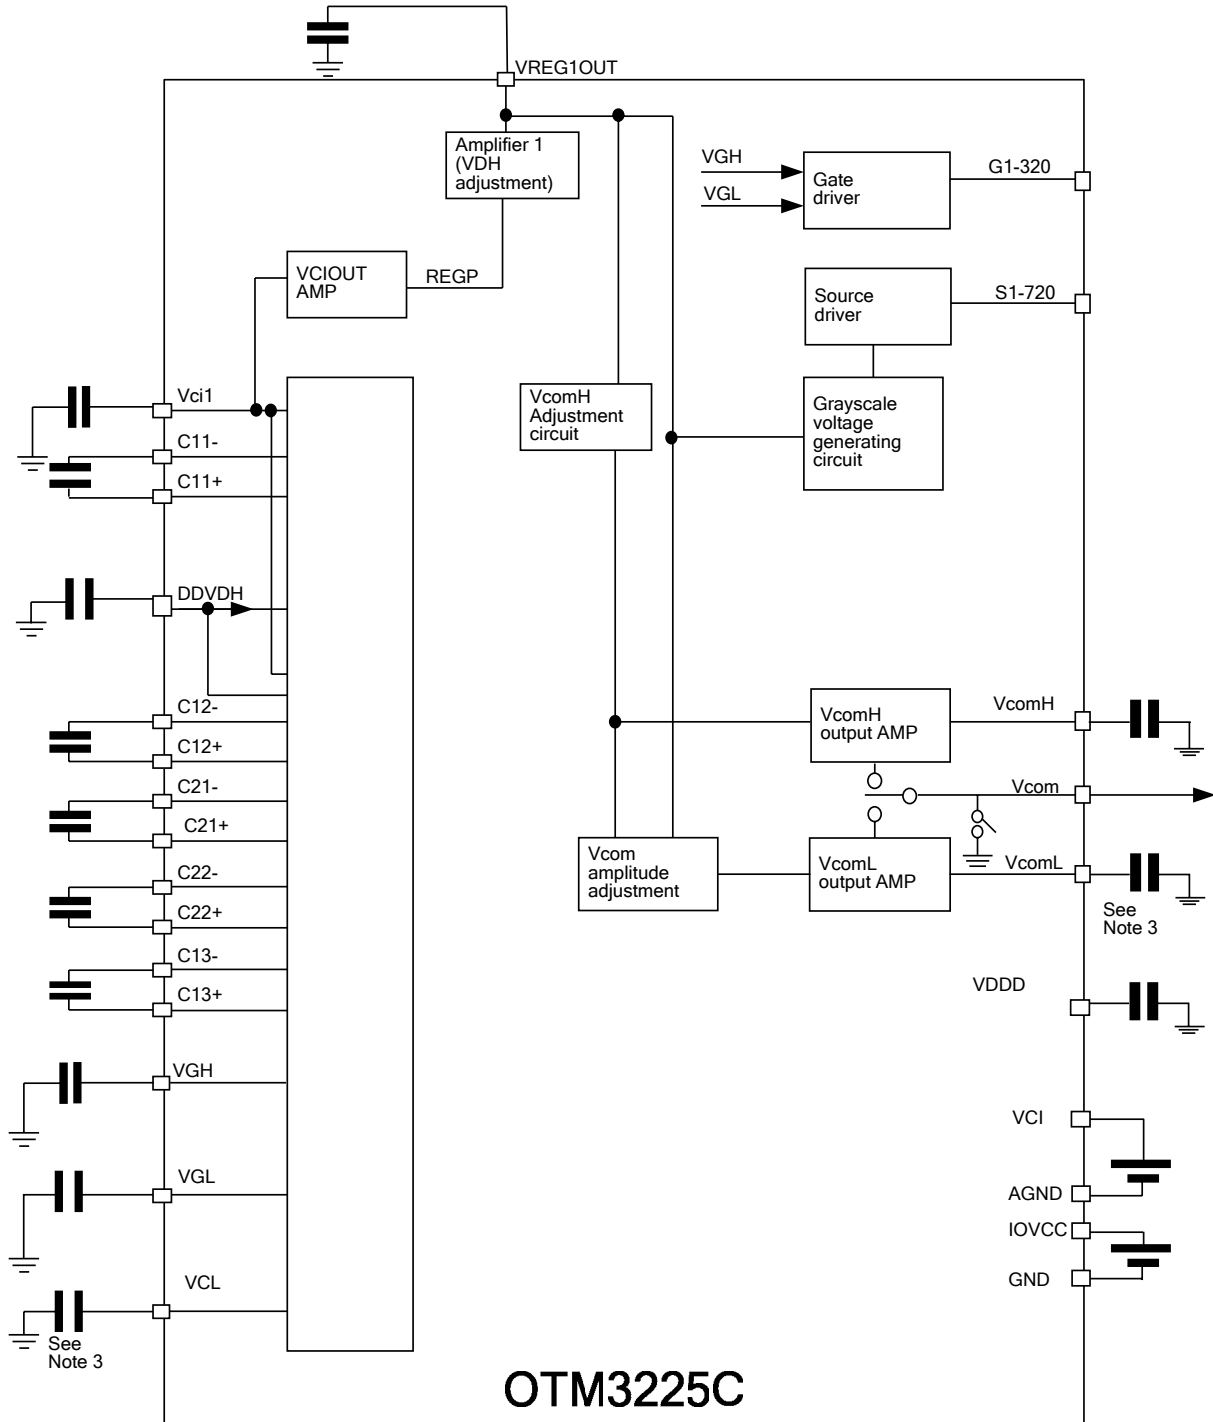 VREG1OUT
Amplifier 1
(VDH
adjustment)
VGH
VGL
Gate
driver
G1-320
VCIOUT
AMP
REGP
Source
driver
S1-720
Vci1
C11-
C11+
VcomH
Adjustment
circuit
Grayscale
voltage
generating
circuit
DDVDH
C12-
C12+
C21-
C21+
C22-
C22+
C13-
C13+
VcomH
output AMP
VcomH
Vcom
Vcom
amplitude
adjustment
VcomL
output AMP
VcomL
See
Note 3
VDDD
VGH
VGL
VCL
See
Note 3
VCI
AGND
IOVCC
GND
OTM3225C